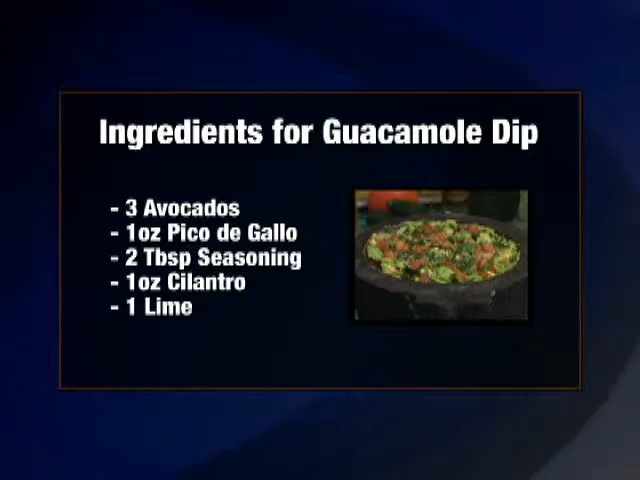 Ingredients for Guacamole Dip
- 3 Avocados
- 1oz Pico de Gallo
- 2 Tbsp Seasoning
- 1oz Cilantro
- 1 Lime